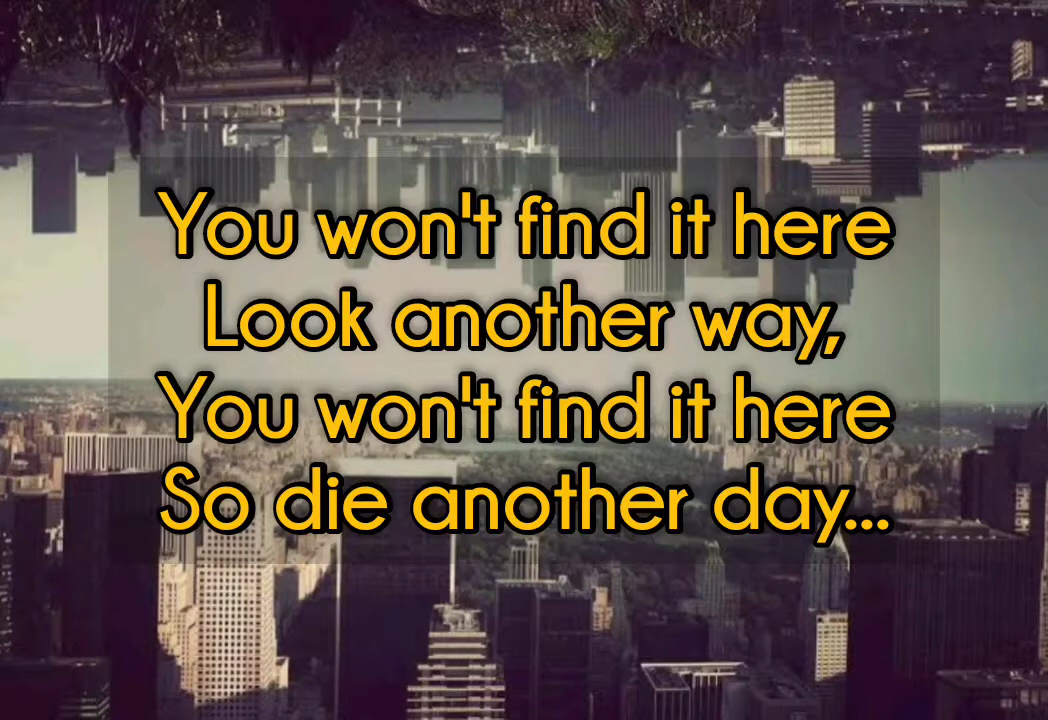 You won't find it here
Look another way,
You won't find it here
So die another day...